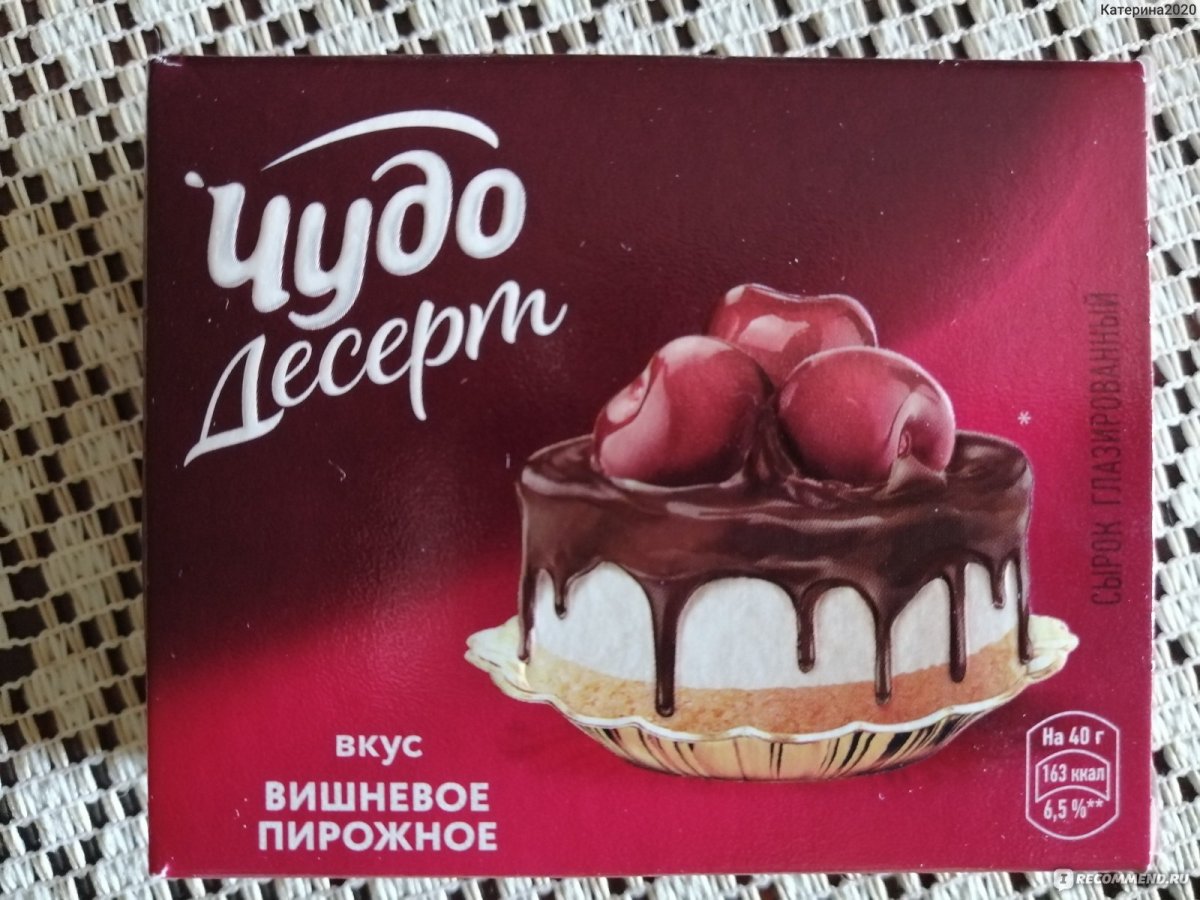 Катерина2020
Чудо
Десерт
*
СЫРОК ГЛАЗИРОВАННЫЙ
вкус
ВИШНЕВОЕ
ПИРОЖНОЕ
На 40 г
163 ккал
6,5 %**
I RECOMMEND.RU